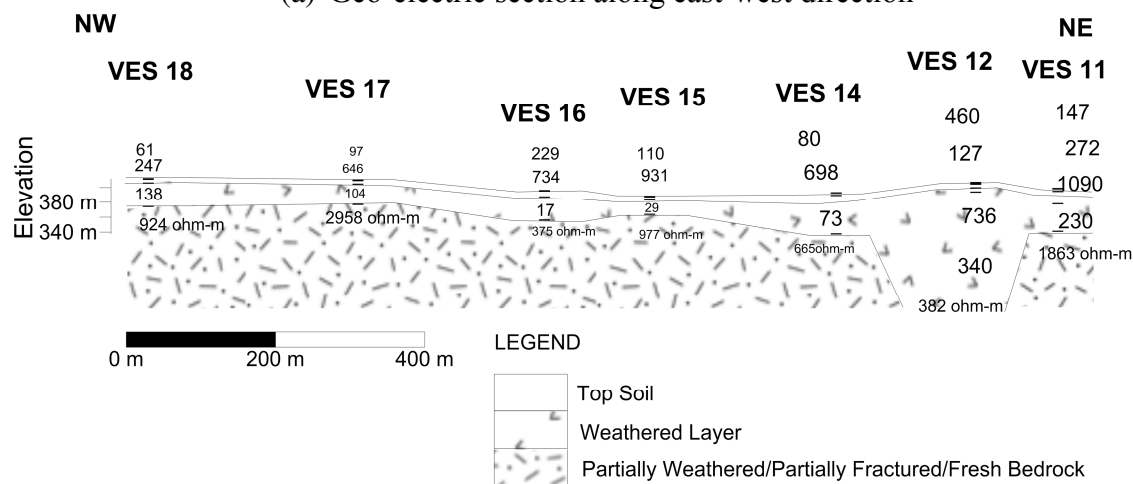 (a) Geo-electric section along east-west direction
NW
NE
VES 18
VES 17
VES 16
VES 15
VES 14
VES 12
VES 11
61
247
138
924 ohm-m
97
646
104
2958 ohm-m
229
734
17
375 ohm-m
110
931
29
977 ohm-m
80
698
73
665ohm-m
460
127
736
340
382 ohm-m
147
272
1090
230
1863 ohm-m
Elevation
380 m
340 m
0 m 200 m 400 m
LEGEND
Top Soil
Weathered Layer
Partially Weathered/Partially Fractured/Fresh Bedrock